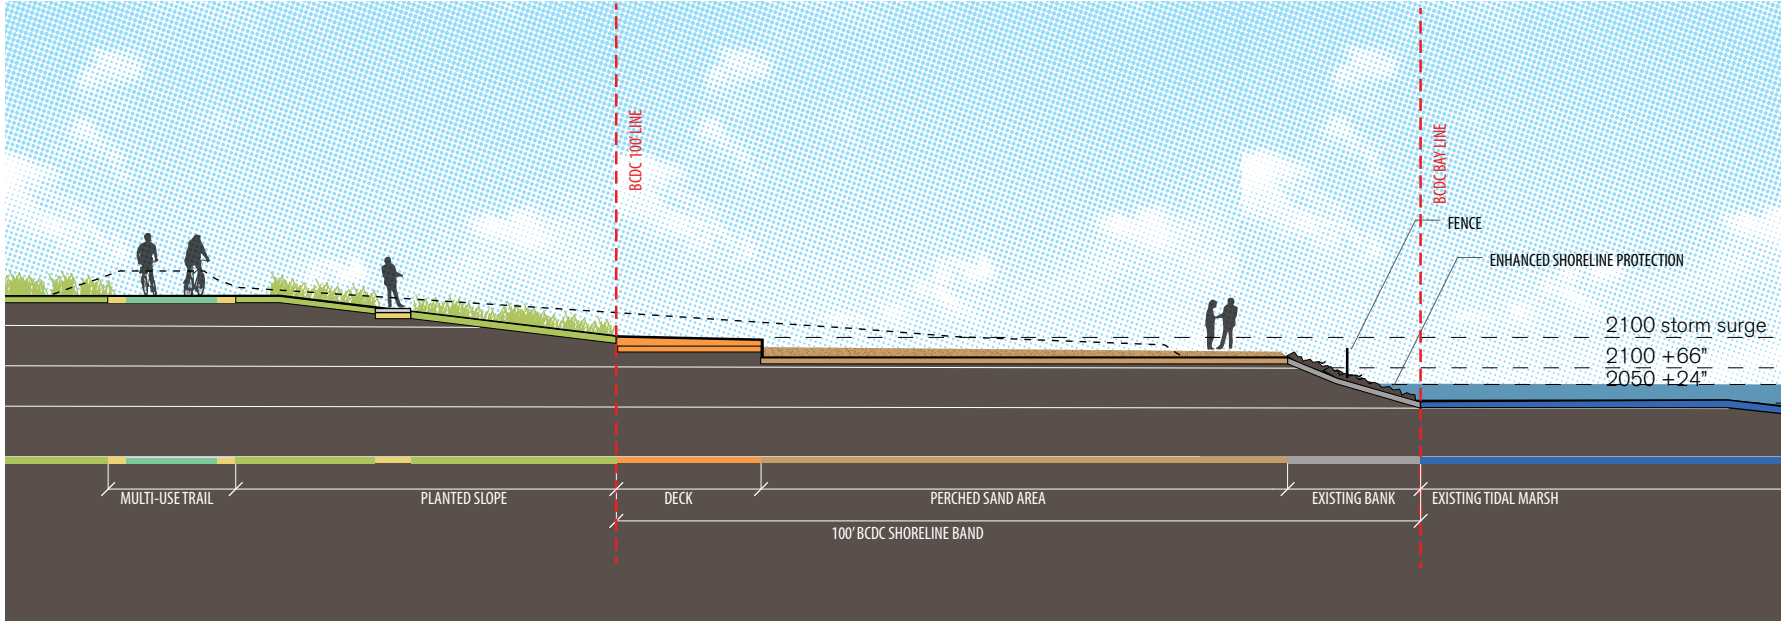 BCDC 100' LINE
BCDC BAY LINE
FENCE
ENHANCED SHORELINE PROTECTION
2100 storm surge
2100 +66"
2050 +24"
MULTI-USE TRAIL
PLANTED SLOPE
DECK
PERCHED SAND AREA
EXISTING BANK
EXISTING TIDAL MARSH
100' BCDC SHORELINE BAND